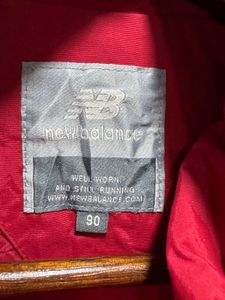 NB
new balance
WELL WORN
AND STILL RUNNING
WWW.NEWBALANCE.COM
90